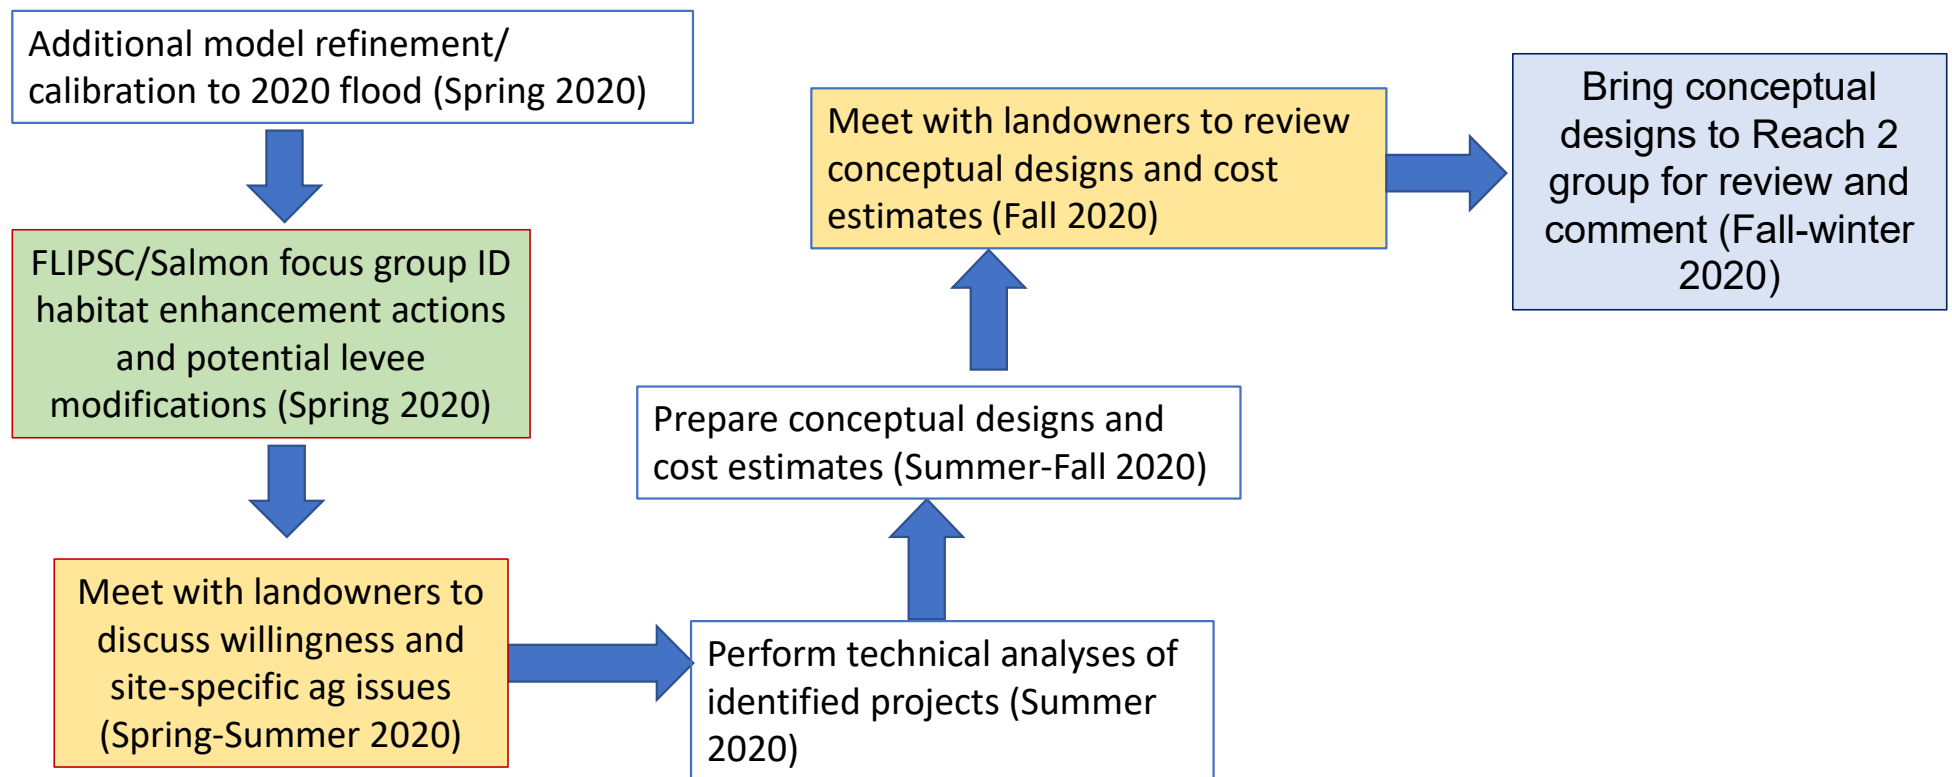 Additional model refinement/
calibration to 2020 flood (Spring 2020)
FLIPSC/Salmon focus group ID
habitat enhancement actions
and potential levee
modifications (Spring 2020)
Meet with landowners to
discuss willingness and
site-specific ag issues
(Spring-Summer 2020)
Perform technical analyses of
identified projects (Summer
2020)
Prepare conceptual designs and
cost estimates (Summer-Fall 2020)
Meet with landowners to review
conceptual designs and cost
estimates (Fall 2020)
Bring conceptual
designs to Reach 2
group for review and
comment (Fall-winter
2020)